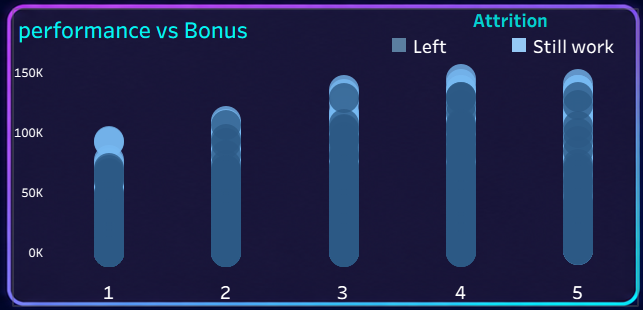 performance vs Bonus
Attrition
Left
Still work
150K
100K
50K
0K
1 2 3 4 5